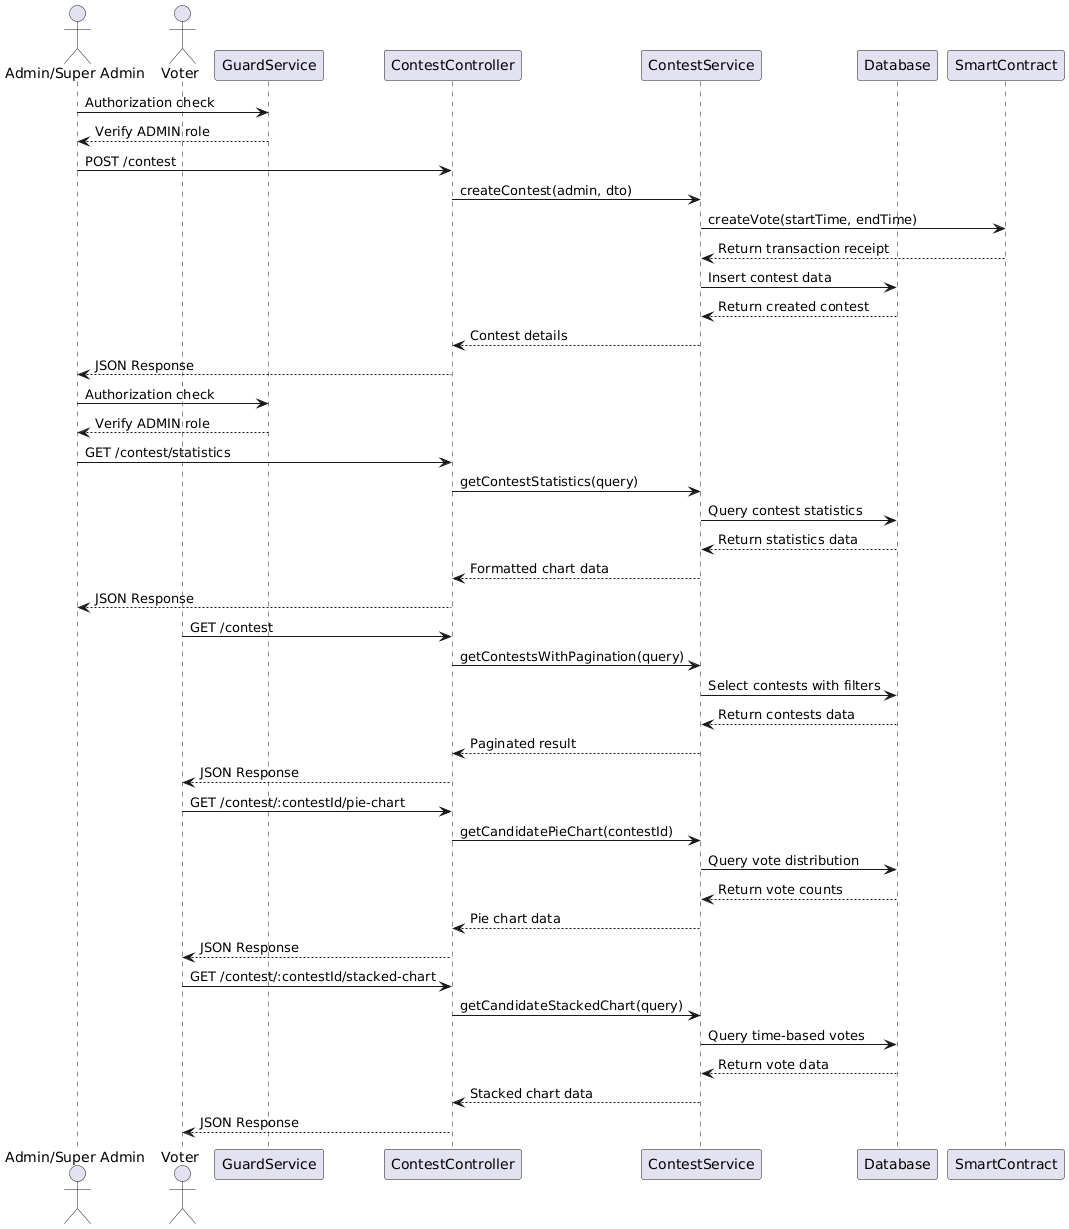 Admin/Super Admin
Voter
GuardService
ContestController
ContestService
Database
SmartContract
Authorization check
Verify ADMIN role
POST /contest
createContest(admin, dto)
createVote(startTime, endTime)
Return transaction receipt
Insert contest data
Return created contest
Contest details
JSON Response
Authorization check
Verify ADMIN role
GET /contest/statistics
getContestStatistics(query)
Query contest statistics
Return statistics data
Formatted chart data
JSON Response
GET /contest
getContestsWithPagination(query)
Select contests with filters
Return contests data
Paginated result
JSON Response
GET /contest/:contestId/pie-chart
getCandidatePieChart(contestId)
Query vote distribution
Return vote counts
Pie chart data
JSON Response
GET /contest/:contestId/stacked-chart
getCandidateStackedChart(query)
Query time-based votes
Return vote data
Stacked chart data
JSON Response
Admin/Super Admin
Voter
GuardService
ContestController
ContestService
Database
SmartContract